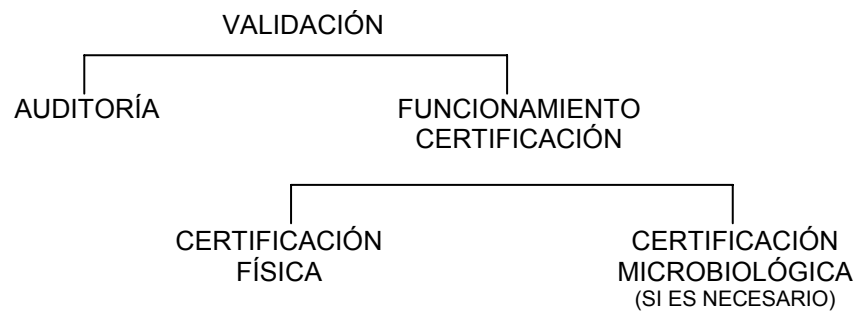 VALIDACIÓN
AUDITORÍA
FUNCIONAMIENTO
CERTIFICACIÓN
CERTIFICACIÓN
FÍSICA
CERTIFICACIÓN
MICROBIOLÓGICA
(SI ES NECESARIO)